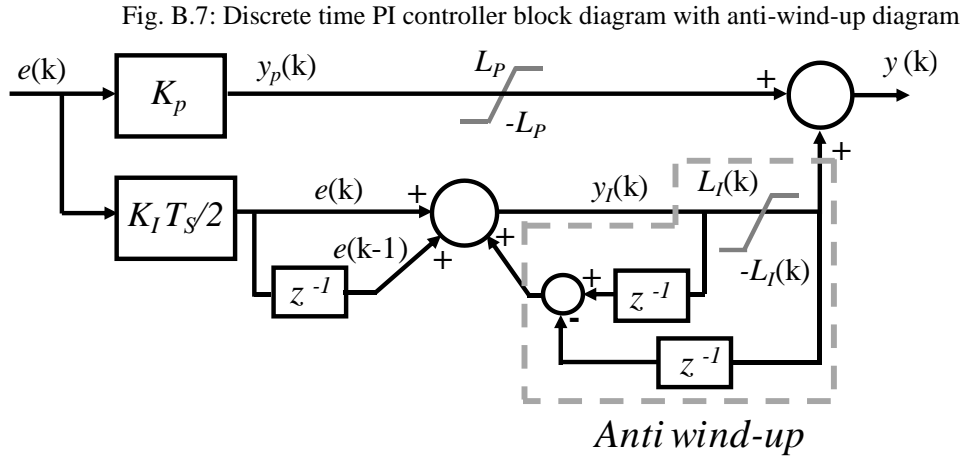 Fig. B.7: Discrete time PI controller block diagram with anti-wind-up diagram
e(k)
K_p
y_p(k)
L_P
-L_P
+
y (k)
+
K_I T_S/2
e(k)
+
y_I(k)
L_I(k)
-L_I(k)
e(k-1)
+
+
z^-1
+
z^-1
-
z^-1
Anti wind-up